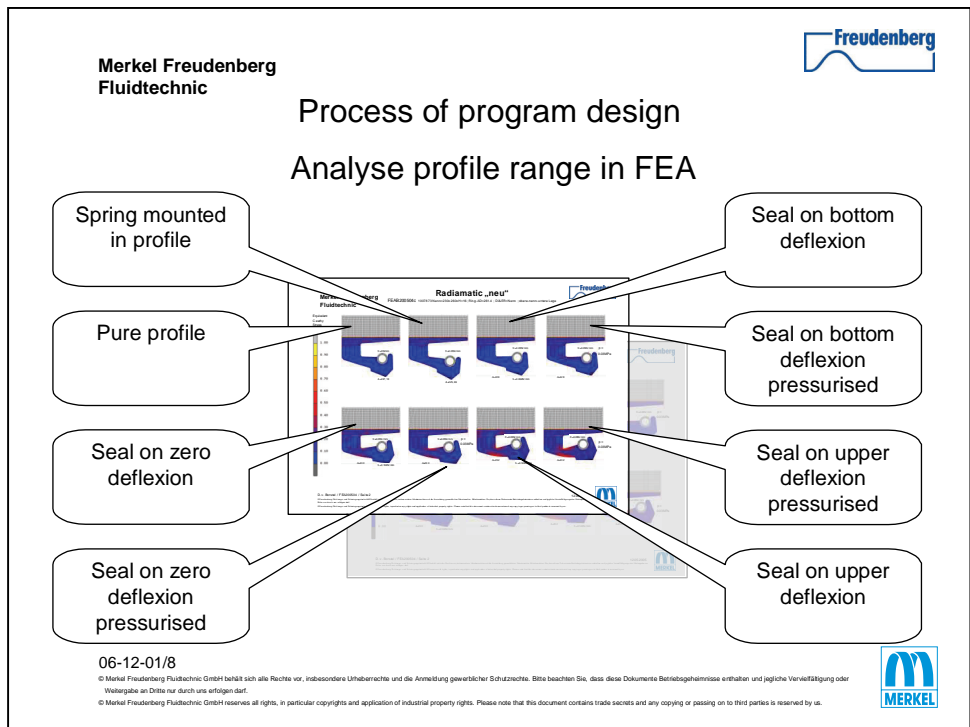 Freudenberg
Merkel Freudenberg
Fluidtechnic
Process of program design
Analyse profile range in FEA
Spring mounted
in profile
Pure profile
Seal on zero
deflexion
Seal on zero
deflexion
pressurised
Seal on bottom
deflexion
Seal on bottom
deflexion
pressurised
Seal on upper
deflexion
pressurised
Seal on upper
deflexion
Radiamatic „neu“
Freudenberg
Fluidtechnic
Freudenberg
06-12-01/8
© Merkel Freudenberg Fluidtechnic GmbH behält sich alle Rechte vor, insbesondere Urheberrechte und die Anmeldung gewerblicher Schutzrechte. Bitte beachten Sie, dass diese Dokumente Betriebsgeheimnisse enthalten und jegliche Vervielfältigung oder
Weitergabe an Dritte nur durch uns erfolgen darf.
© Merkel Freudenberg Fluidtechnic GmbH reserves all rights, in particular copyrights and application of industrial property rights. Please note that this document contains trade secrets and any copying or passing on to third parties is reserved by us.
MERKEL